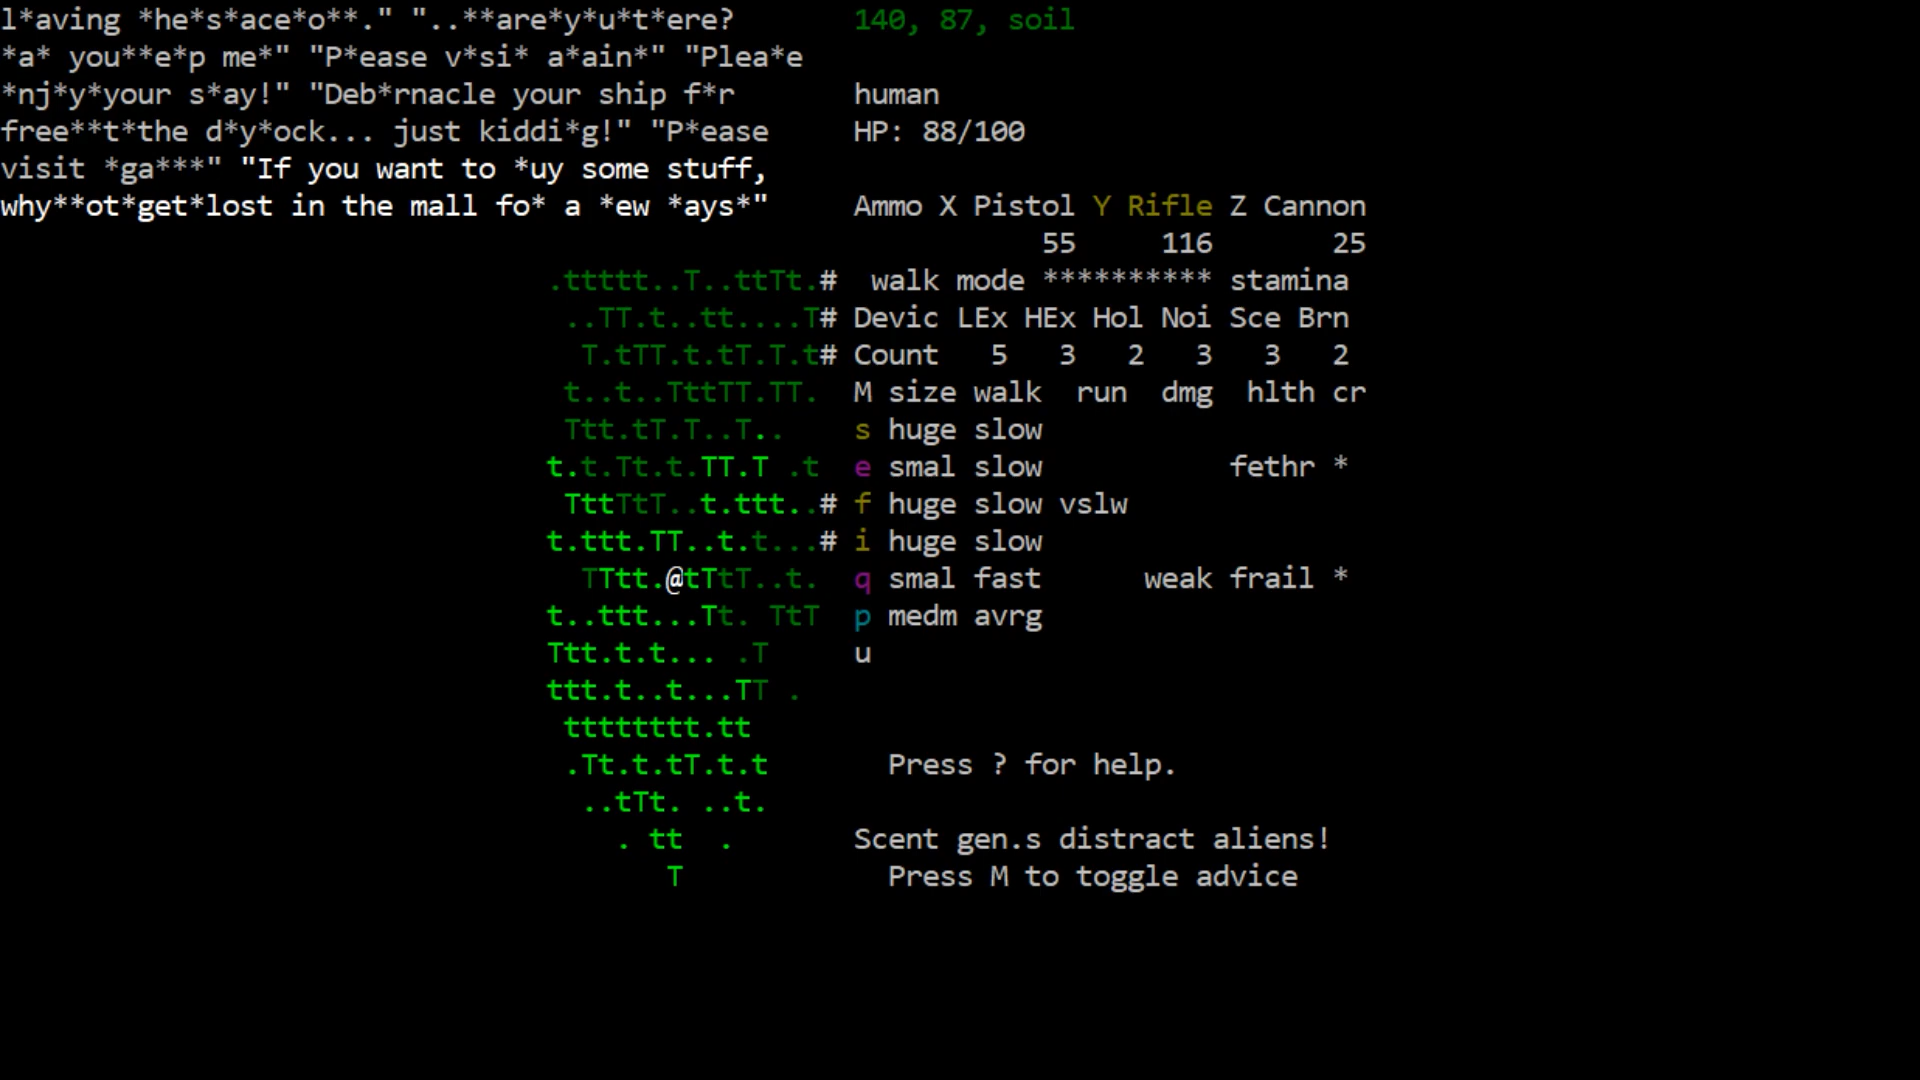 l*aving *he*s*ace*o**." "..**are*y*u*t*ere?
*a* you**e*p me*" "P*ease v*si* a*ain*" "Plea*e
*nj*y*your s*ay!" "Deb*rnacle your ship f*r
free**t*the d*y*ock... just kiddi*g!" "P*ease
visit *ga***" "If you want to *uy some stuff,
why**ot*get*lost in the mall fo* a *ew *ays*"
140, 87, soil
human
HP: 88/100
Ammo X Pistol Y Rifle Z Cannon
55 116 25
walk mode ********** stamina
Devic LEx HEx Hol Noi Sce Brn
Count 5 3 2 3 3 2
M size walk run dmg hlth cr
s huge slow
e smal slow fethr *
f huge slow vslw
i huge slow
q smal fast weak frail *
p medm avrg
u
.ttttt..T..ttTt.#
..TT.t..tt....T#
T.tTT.t.tT.T.t#
t..t..TttTT.TT.
Ttt.tT.T..T..
t.t.Tt.t.TT.T .t
TttTtT..t.ttt..#
t.ttt.TT..t.t...#
TTtt.@tTtT..t.
t..ttt...Tt. TtT
Ttt.t.t... .T
ttt.t..t...TT .
tttttttt.tt
.Tt.t.tT.t.t
..tTt. ..t.
. tt .
T
Press ? for help.
Scent gen.s distract aliens!
Press M to toggle advice